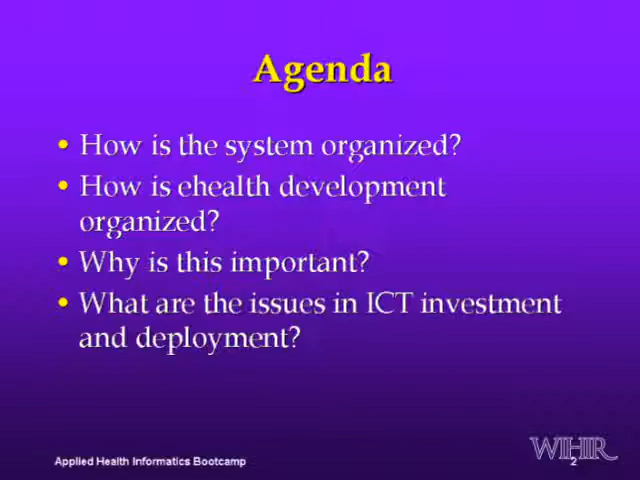 Agenda
• How is the system organized?
• How is ehealth development
organized?
• Why is this important?
• What are the issues in ICT investment
and deployment?
WIHIR
Applied Health Informatics Bootcamp
2